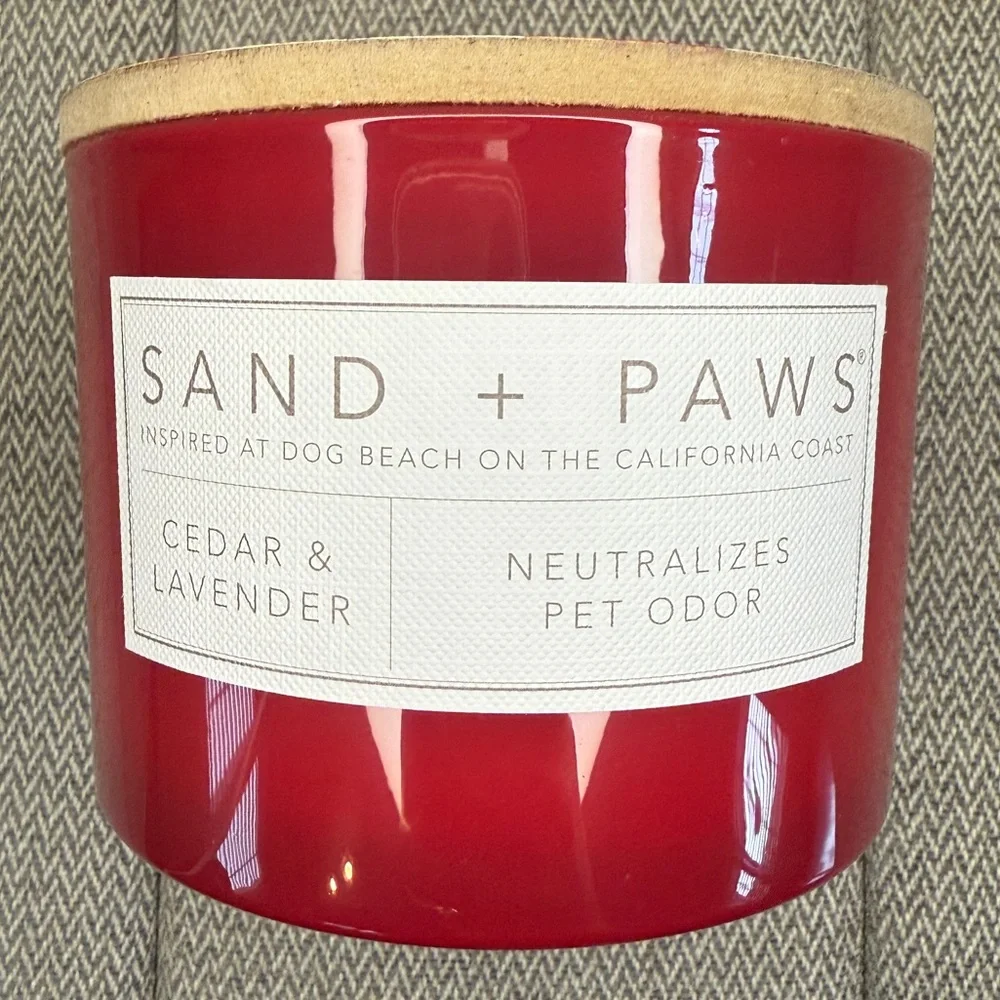 SAND + PAWS®
INSPIRED AT DOG BEACH ON THE CALIFORNIA COAST
CEDAR &
LAVENDER
NEUTRALIZES
PET ODOR